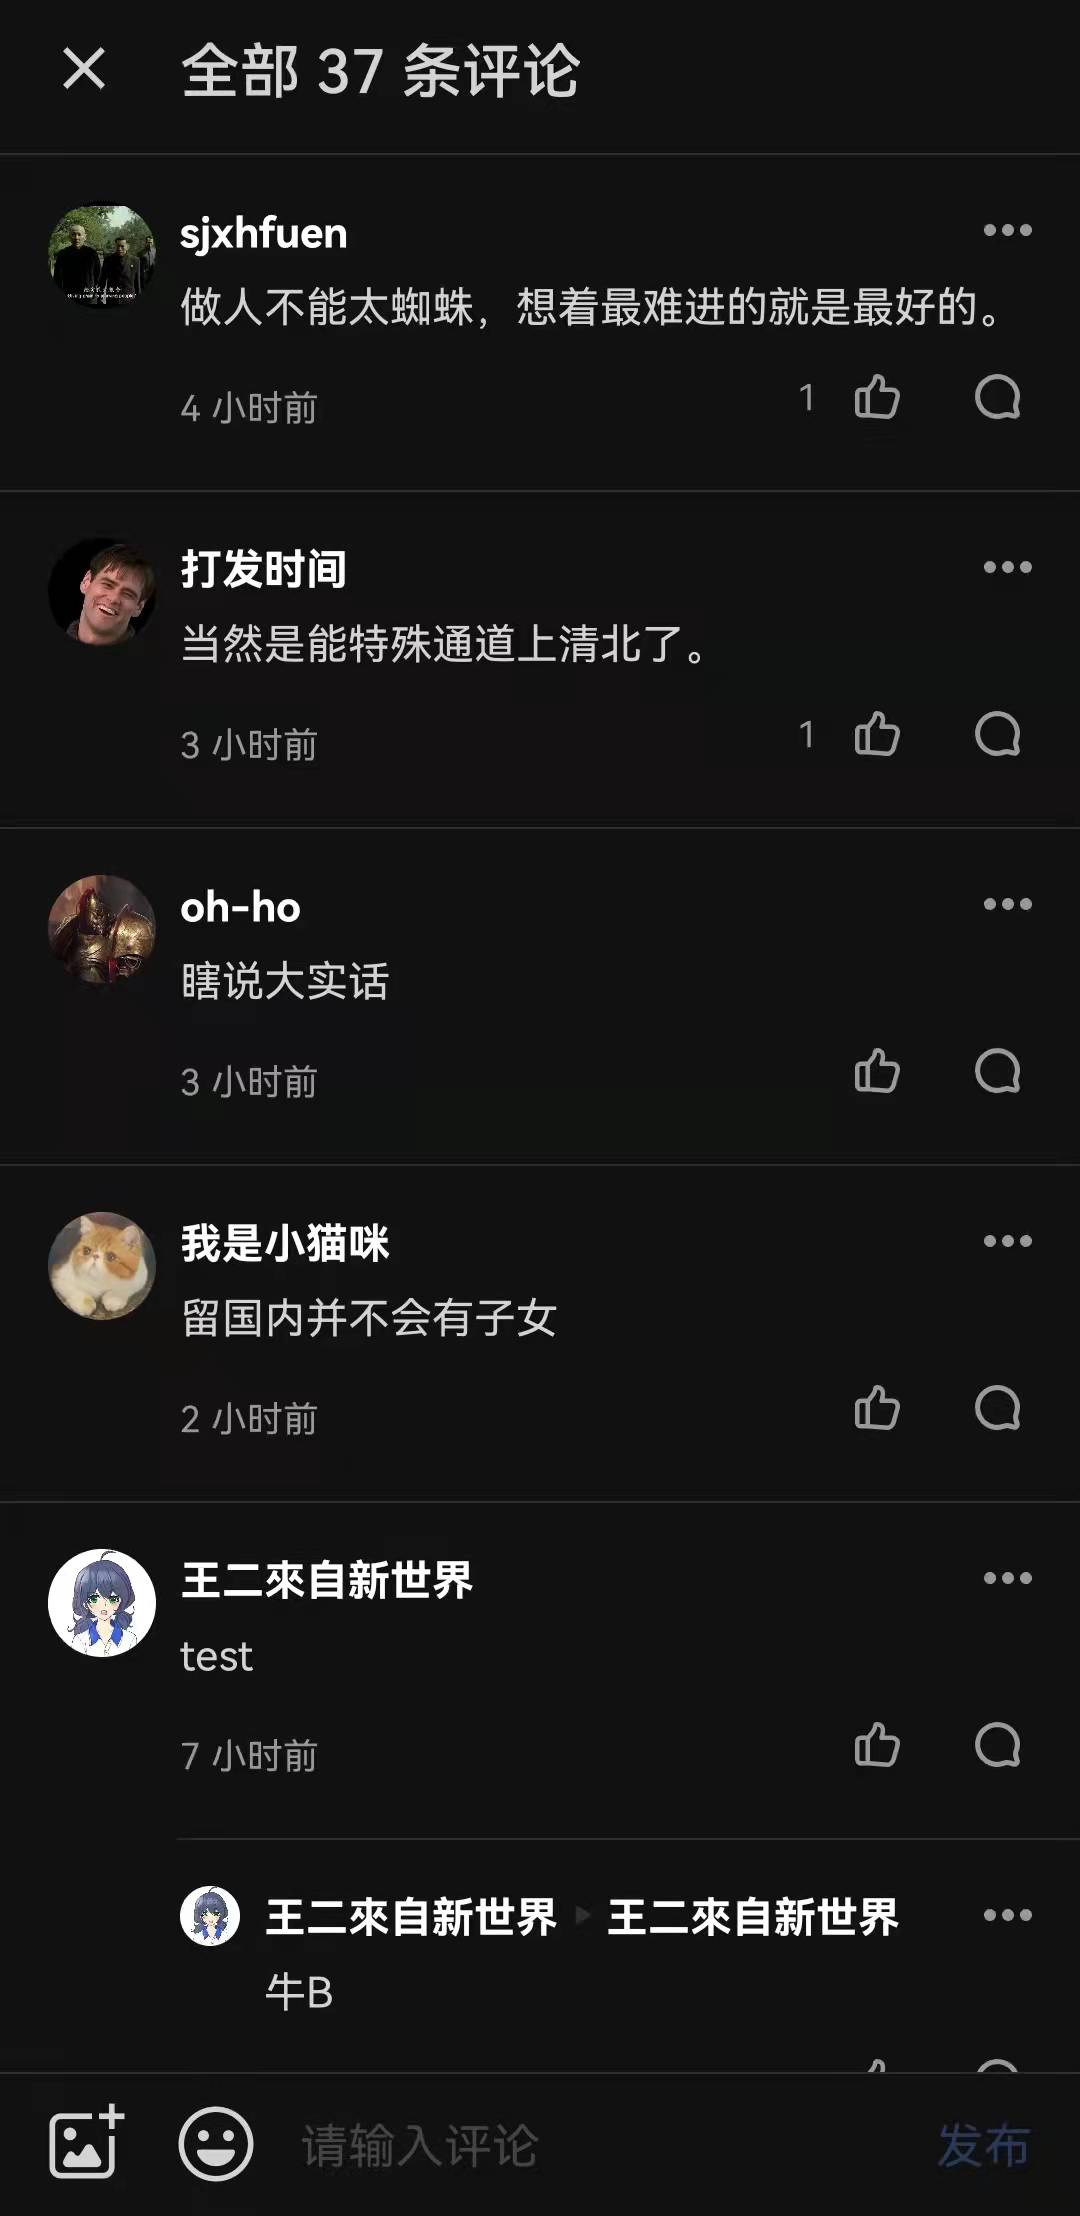 全部 37 条评论
sjxhfuen
做人不能太蜘蛛，想着最难进的就是最好的。
4 小时前
1
打发时间
当然是能特殊通道上清北了。
3 小时前
1
oh-ho
瞎说大实话
3 小时前
我是小猫咪
留国内并不会有子女
2 小时前
王二來自新世界
test
7 小时前
王二來自新世界 ▶ 王二來自新世界
牛B
请输入评论
发布